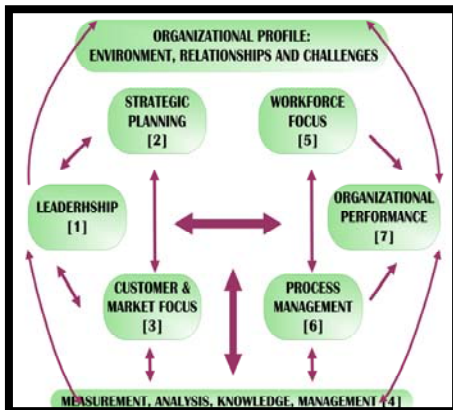 ORGANIZATIONAL PROFILE:
ENVIRONMENT, RELATIONSHIPS AND CHALLENGES
STRATEGIC
PLANNING
[2]
WORKFORCE
FOCUS
[5]
LEADERHSHIP
[1]
ORGANIZATIONAL
PERFORMANCE
[7]
CUSTOMER &
MARKET FOCUS
[3]
PROCESS
MANAGEMENT
[6]
MEASUREMENT, ANALYSIS, KNOWLEDGE, MANAGEMENT [4]